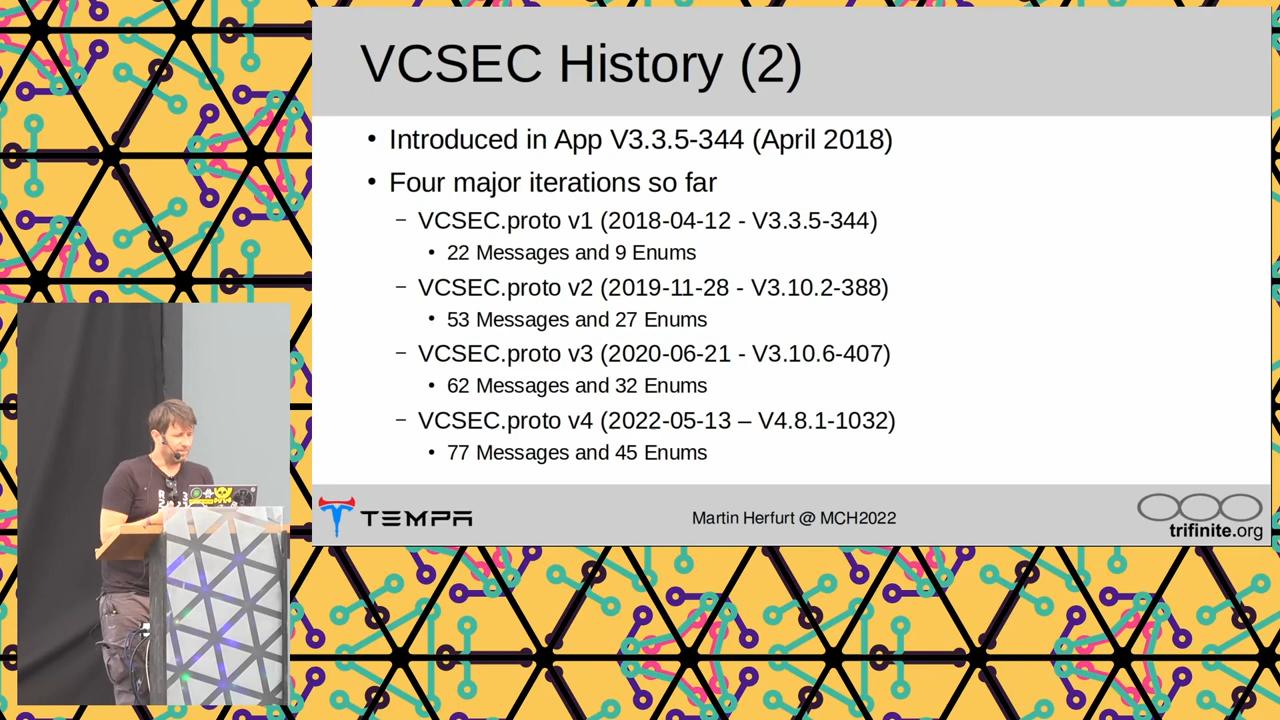 VCSEC History (2)
• Introduced in App V3.3.5-344 (April 2018)
• Four major iterations so far
– VCSEC.proto v1 (2018-04-12 - V3.3.5-344)
• 22 Messages and 9 Enums
– VCSEC.proto v2 (2019-11-28 - V3.10.2-388)
• 53 Messages and 27 Enums
– VCSEC.proto v3 (2020-06-21 - V3.10.6-407)
• 62 Messages and 32 Enums
– VCSEC.proto v4 (2022-05-13 – V4.8.1-1032)
• 77 Messages and 45 Enums
TEMPA
Martin Herfurt @ MCH2022
trifinite.org